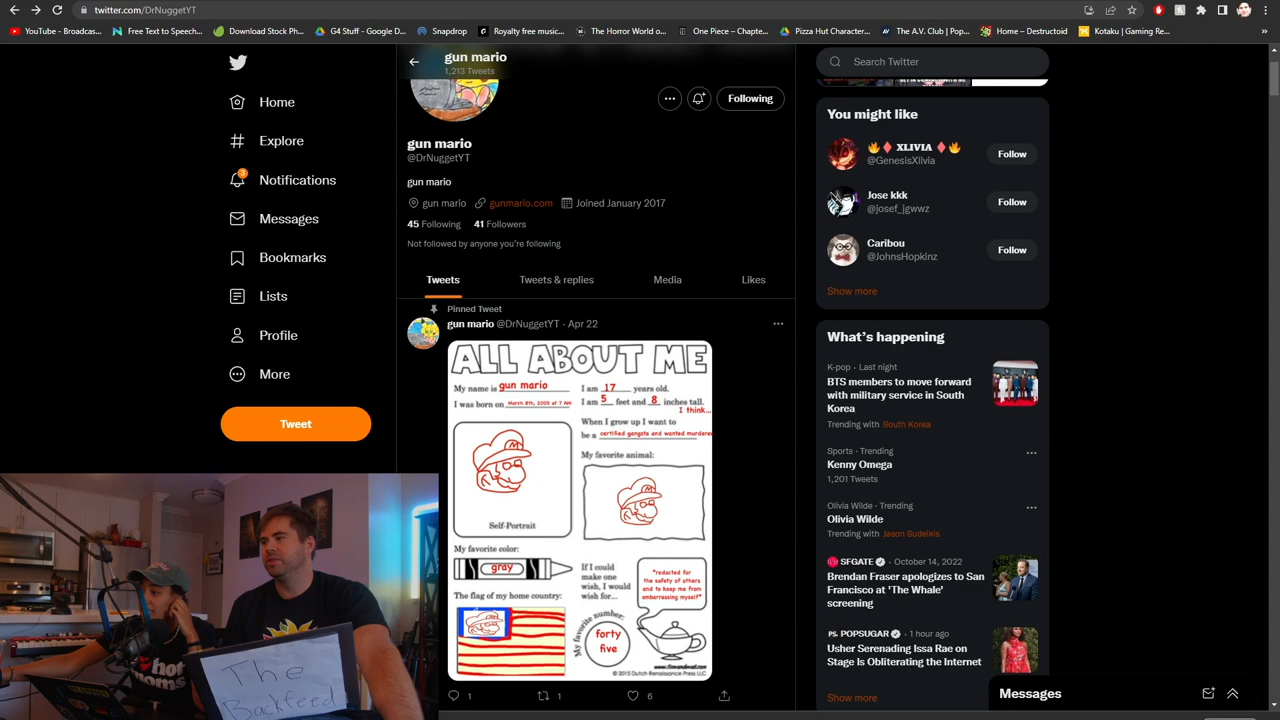 twitter.com/DrNuggetYT
YouTube - Broadcas...
Free Text to Speech...
Download Stock Ph...
G4 Stuff - Google D...
Snapdrop
Royalty free music...
The Horror World o...
One Piece – Chapte...
Pizza Hut Character...
The A.V. Club | Pop...
Home – Destructoid
Kotaku | Gaming Re...
gun mario
1,213 Tweets
Search Twitter
Home
Explore
3
Notifications
Messages
Bookmarks
Lists
Profile
More
Tweet
Following
gun mario
@DrNuggetYT
gun mario
gun mario gunmario.com Joined January 2017
45 Following 41 Followers
Not followed by anyone you're following
Tweets Tweets & replies Media Likes
Pinned Tweet
gun mario @DrNuggetYT · Apr 22
ALL ABOUT ME
My name is gun mario
I was born on March 8th, 2005 at 7 AM
I am 17 years old.
I am 5 feet and 8 inches tall.
I think...
When I grow up I want to
be a certified gangsta and wanted murderer
My favorite animal:
M
Self-Portrait
My favorite color:
gray
The flag of my home country:
If I could
make one
wish, I would
wish for...
*redacted for
the safety of others
and to keep me from
embarrassing myself*
My favorite number:
forty
five
www.timvandevall.com
© 2015 Dutch Renaissance Press LLC
1 1 6
You might like
XLIVIA
@GenesisXlivia
Follow
Jose kkk
@josef_jgwwz
Follow
Caribou
@JohnsHopkinz
Follow
Show more
What's happening
K-pop · Last night
BTS members to move forward
with military service in South
Korea
Trending with South Korea
Sports · Trending
Kenny Omega
1,201 Tweets
Olivia Wilde · Trending
Olivia Wilde
Trending with Jason Sudeikis
SFGATE · October 14, 2022
Brendan Fraser apologizes to San
Francisco at 'The Whale'
screening
POPSUGAR · 1 hour ago
Usher Serenading Issa Rae on
Stage Is Obliterating the Internet
Show more
Messages
hot
the
Backend